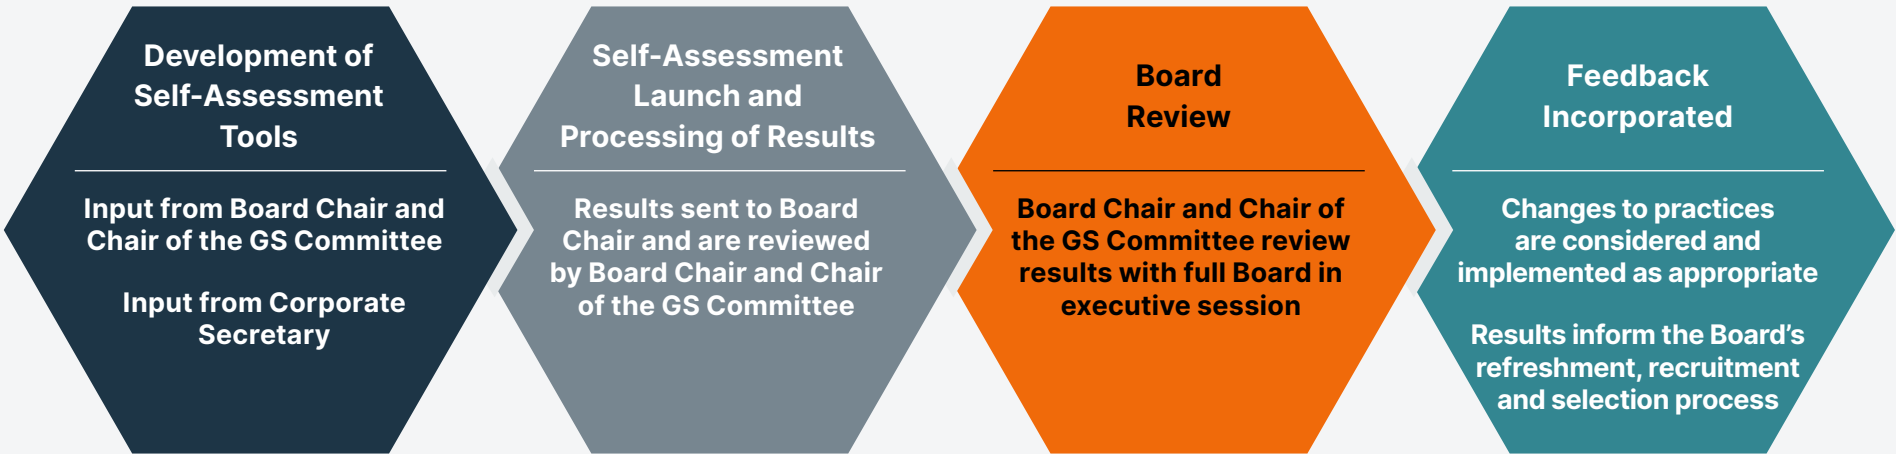 Development of
Self-Assessment
Tools
Input from Board Chair and
Chair of the GS Committee
Input from Corporate
Secretary
Self-Assessment
Launch and
Processing of Results
Results sent to Board
Chair and are reviewed
by Board Chair and Chair
of the GS Committee
Board
Review
Board Chair and Chair of
the GS Committee review
results with full Board in
executive session
Feedback
Incorporated
Changes to practices
are considered and
implemented as appropriate
Results inform the Board’s
refreshment, recruitment
and selection process